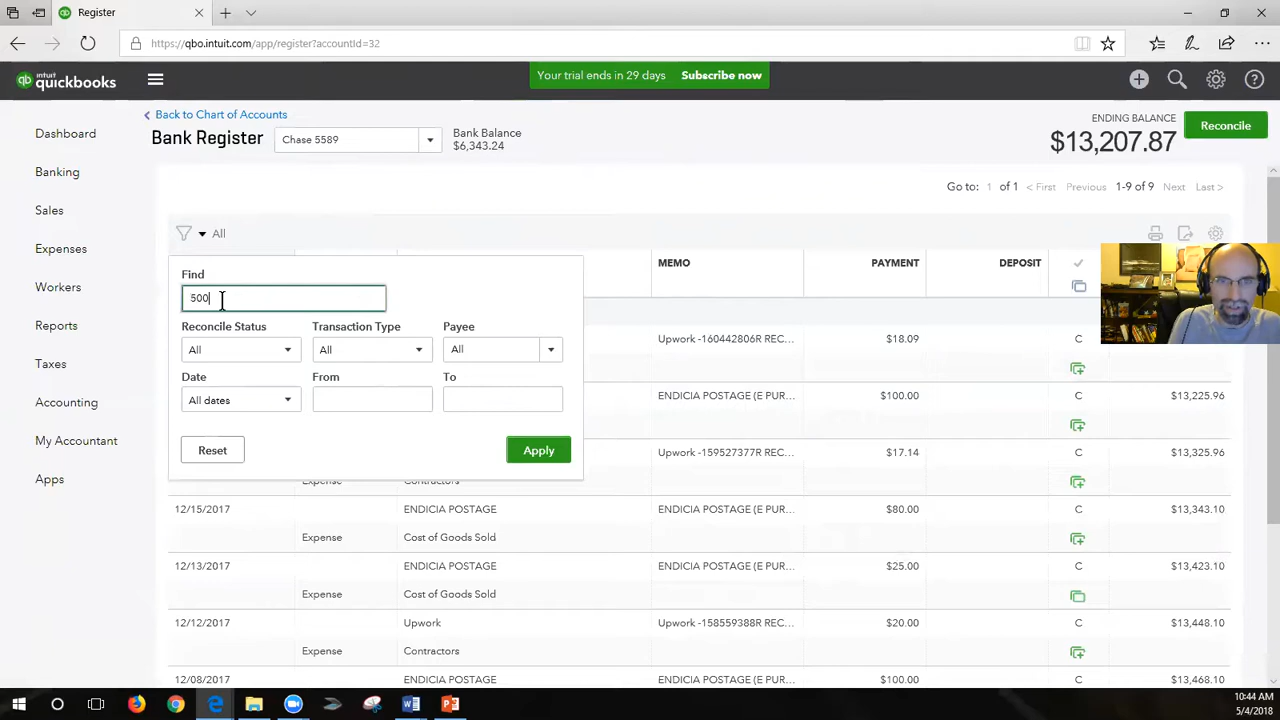 Register
https://qbo.intuit.com/app/register?accountId=32
qb intuit quickbooks
Your trial ends in 29 days Subscribe now
Dashboard
Banking
Sales
Expenses
Workers
Reports
Taxes
Accounting
My Accountant
Apps
Back to Chart of Accounts
Bank Register
Chase 5589
Bank Balance
$6,343.24
ENDING BALANCE
$13,207.87
Reconcile
Go to: 1 of 1 < First Previous 1-9 of 9 Next Last >
All
Find
500
Reconcile Status Transaction Type Payee
All All All
Date From To
All dates
Reset Apply
MEMO PAYMENT DEPOSIT
Upwork -160442806R REC... $18.09 C
ENDICIA POSTAGE (E PUR... $100.00 C $13,225.96
Upwork -159527377R REC... $17.14 C $13,325.96
Expense Contractors
12/15/2017 ENDICIA POSTAGE ENDICIA POSTAGE (E PUR... $80.00 C $13,343.10
Expense Cost of Goods Sold
12/13/2017 ENDICIA POSTAGE ENDICIA POSTAGE (E PUR... $25.00 C $13,423.10
Expense Cost of Goods Sold
12/12/2017 Upwork Upwork -158559388R REC... $20.00 C $13,448.10
Expense Contractors
12/08/2017 ENDICIA POSTAGE ENDICIA POSTAGE (E PUR... $100.00 C $13,468.10
10:44 AM
5/4/2018